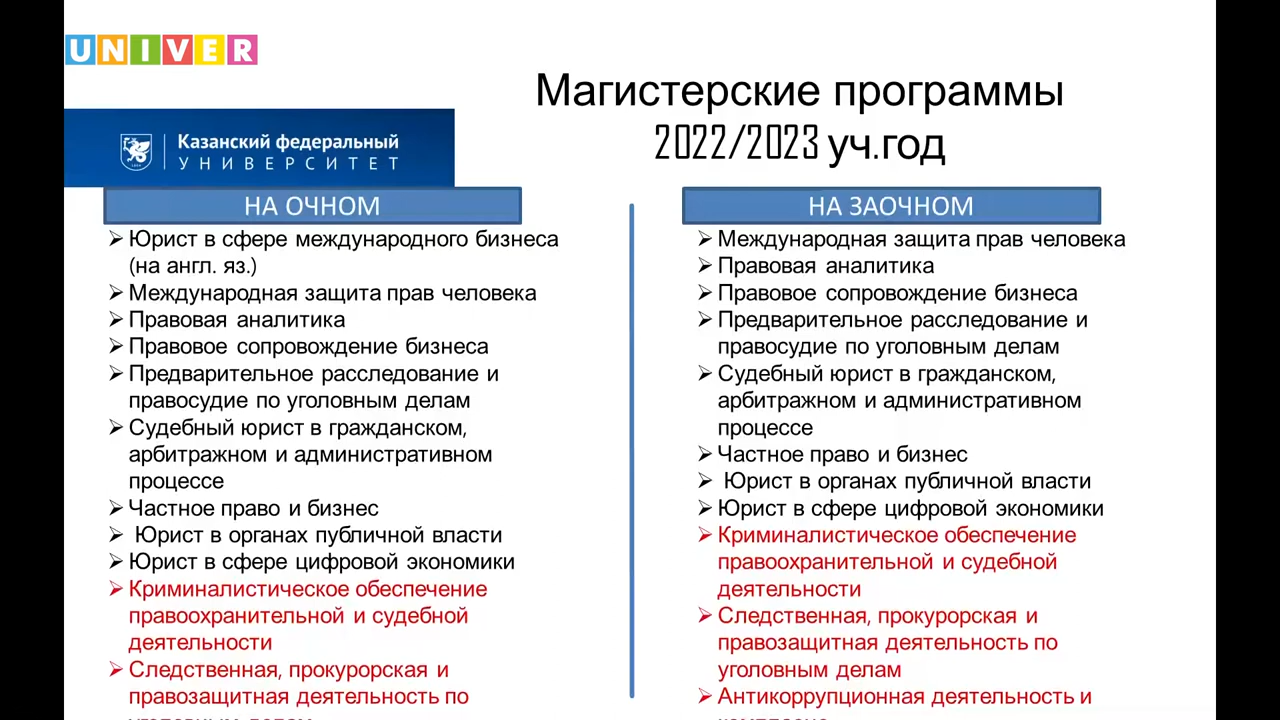 UNIVER
Магистерские программы
2022/2023 уч.год
Казанский федеральный
УНИВЕРСИТЕТ
НА ОЧНОМ
Юрист в сфере международного бизнеса
(на англ. яз.)
Международная защита прав человека
Правовая аналитика
Правовое сопровождение бизнеса
Предварительное расследование и
правосудие по уголовным делам
Судебный юрист в гражданском,
арбитражном и административном
процессе
Частное право и бизнес
Юрист в органах публичной власти
Юрист в сфере цифровой экономики
Криминалистическое обеспечение
правоохранительной и судебной
деятельности
Следственная, прокурорская и
правозащитная деятельность по
уголовным делам
НА ЗАОЧНОМ
Международная защита прав человека
Правовая аналитика
Правовое сопровождение бизнеса
Предварительное расследование и
правосудие по уголовным делам
Судебный юрист в гражданском,
арбитражном и административном
процессе
Частное право и бизнес
Юрист в органах публичной власти
Юрист в сфере цифровой экономики
Криминалистическое обеспечение
правоохранительной и судебной
деятельности
Следственная, прокурорская и
правозащитная деятельность по
уголовным делам
Антикоррупционная деятельность и